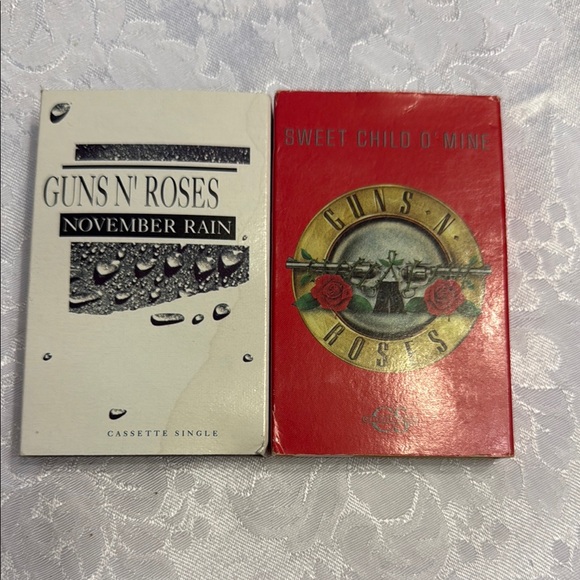 GUNS N' ROSES
NOVEMBER RAIN
CASSETTE SINGLE
SWEET CHILD O' MINE
GUNS · N ·
ROSES